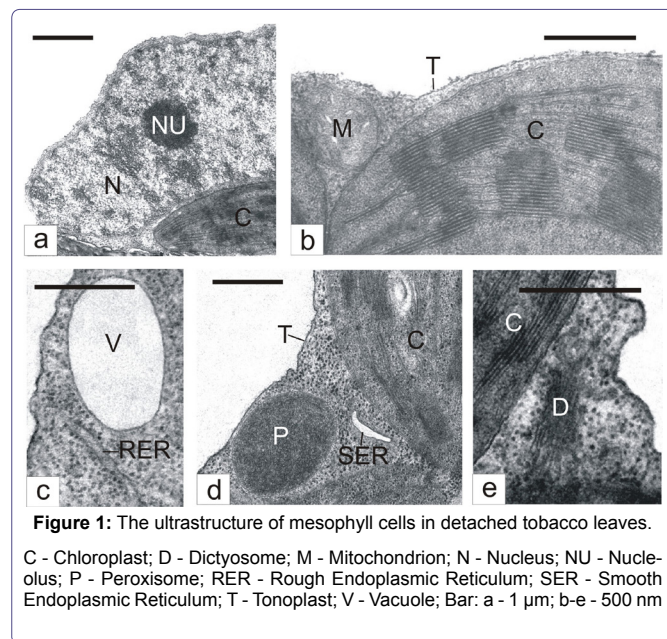 NU
N
C
a
T
M
C
b
V
RER
c
T
C
P
SER
d
C
D
e
Figure 1: The ultrastructure of mesophyll cells in detached tobacco leaves.
C - Chloroplast; D - Dictyosome; M - Mitochondrion; N - Nucleus; NU - Nucle-
olus; P - Peroxisome; RER - Rough Endoplasmic Reticulum; SER - Smooth
Endoplasmic Reticulum; T - Tonoplast; V - Vacuole; Bar: a - 1 μm; b-e - 500 nm